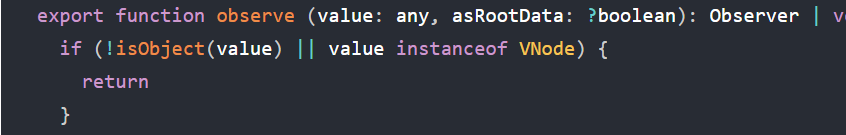 export function observe (value: any, asRootData: ?boolean): Observer |
if (!isObject(value) || value instanceof VNode) {
return
}